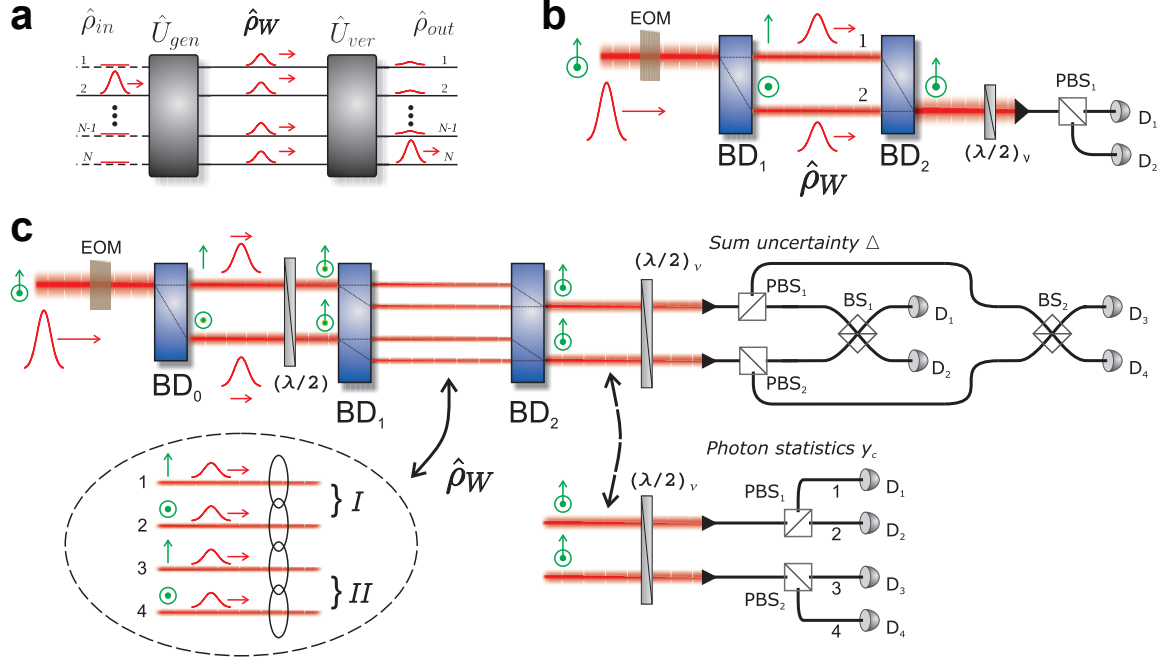 a
ρ̂in
Ûgen
ρ̂W
Ûver
ρ̂out
1
2
N-1
N
1
2
N-1
N
b
EOM
1
2
BD1
BD2
ρ̂W
(λ/2)ν
PBS1
D1
D2
c
EOM
BD0
(λ/2)
BD1
BD2
(λ/2)ν
Sum uncertainty Δ
PBS1
PBS2
BS1
BS2
D1
D2
D3
D4
ρ̂W
1
2
3
4
} I
} II
Photon statistics yc
(λ/2)ν
PBS1
PBS2
1
2
3
4
D1
D2
D3
D4